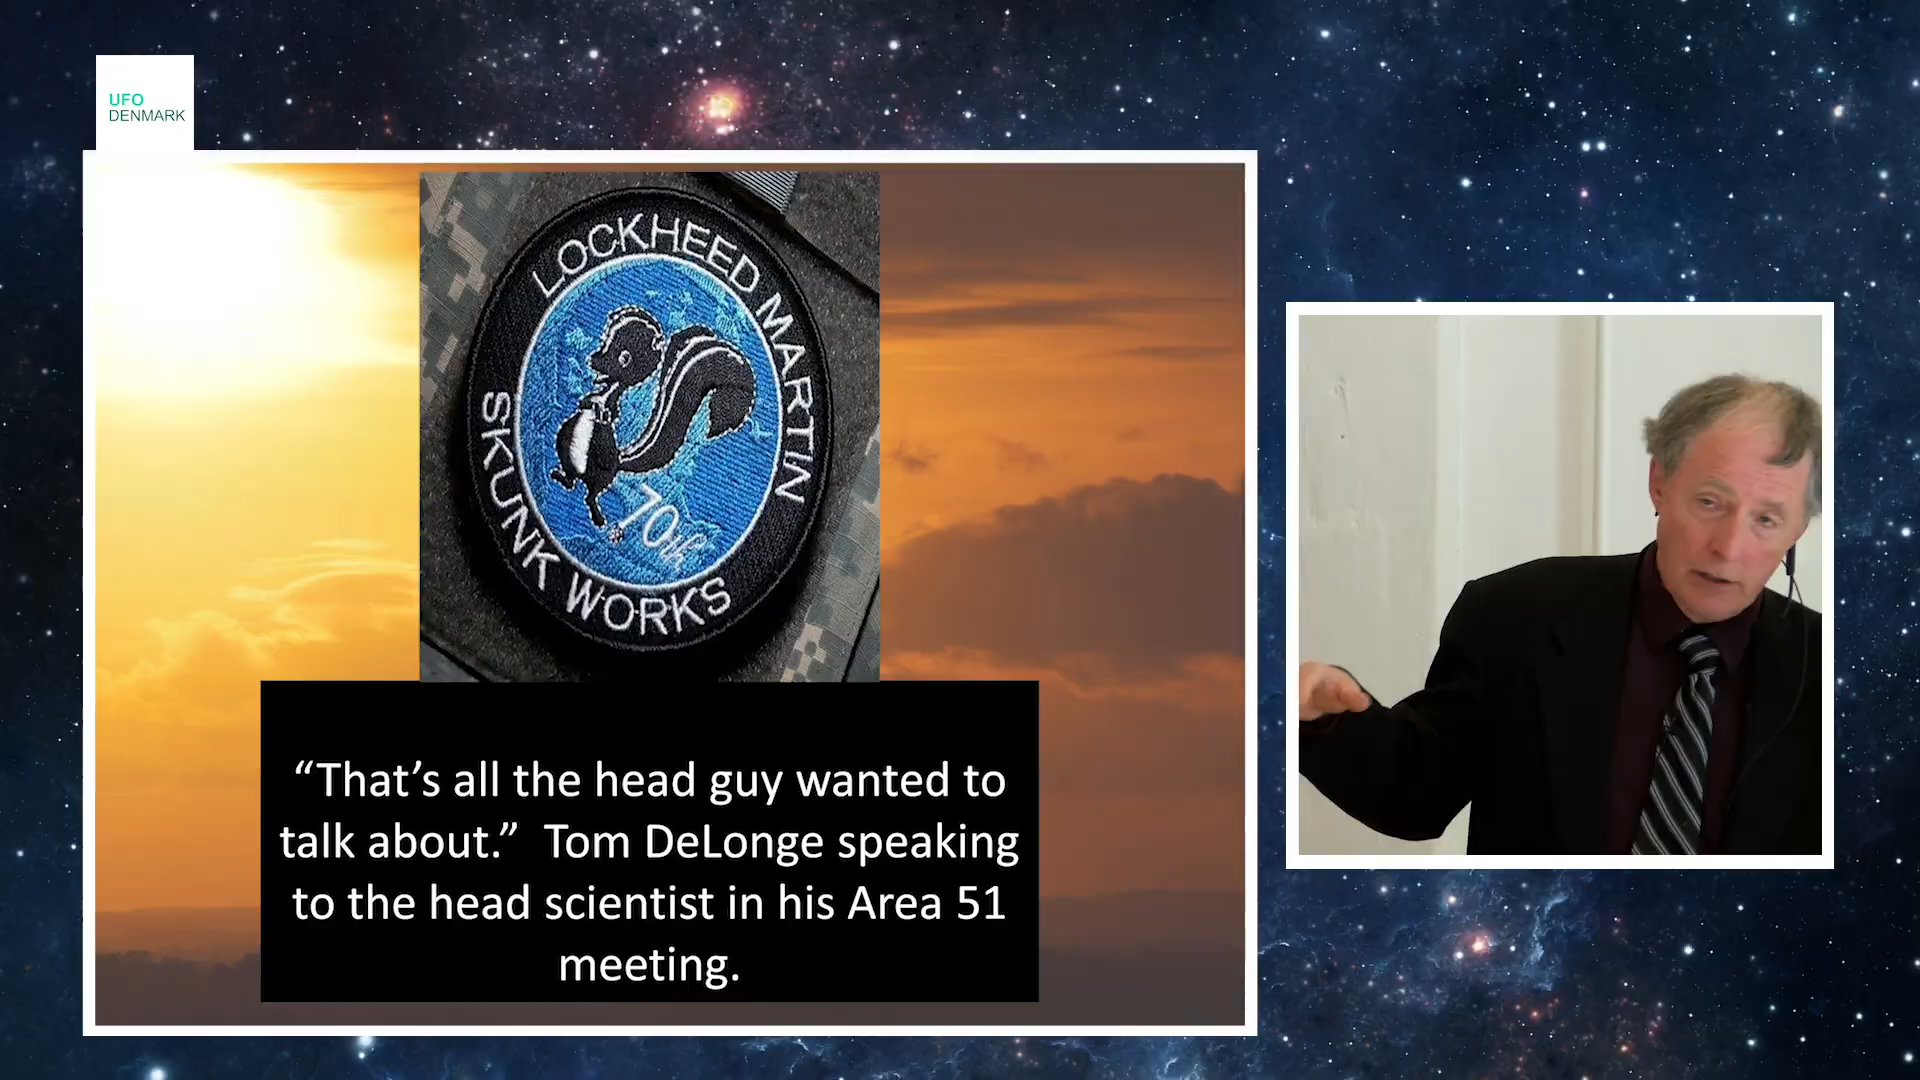 UFO
DENMARK
LOCKHEED MARTIN
SKUNK WORKS
70th
“That’s all the head guy wanted to
talk about.”  Tom DeLonge speaking
to the head scientist in his Area 51
meeting.